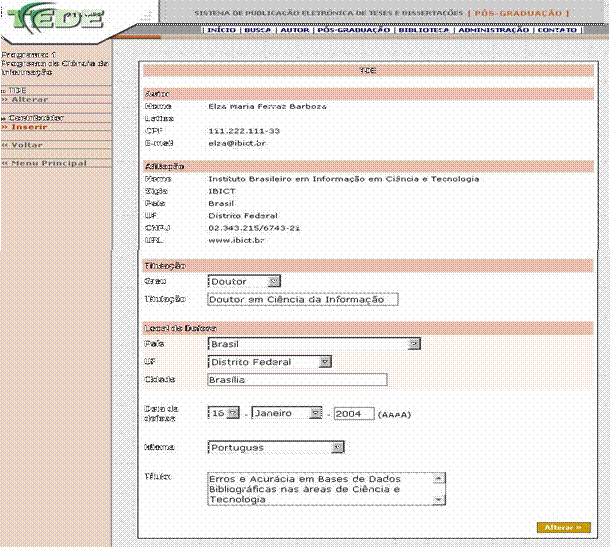 TEDE
SISTEMA DE PUBLICAÇÃO ELETRÔNICA DE TESES E DISSERTAÇÕES [ PÓS-GRADUAÇÃO ]
| INÍCIO | BUSCA | AUTOR | PÓS-GRADUAÇÃO | BIBLIOTECA | ADMINISTRAÇÃO | CONTATO |
Programa: 1
Programa de Ciência da
Informação
» TDE
» Alterar
» Contribuidor
» Inserir
» Voltar
» Menu Principal
TDE
Autor
Nome Elza Maria Ferraz Barboza
Lattes
CPF 111.222.111-33
E-mail elza@ibict.br
Afiliação
Nome Instituto Brasileiro em Informação em Ciência e Tecnologia
Sigla IBICT
País Brasil
UF Distrito Federal
CNPJ 02.343.215/6743-21
URL www.ibict.br
Titulação
Grau Doutor
Titulação Doutor em Ciência da Informação
Local de Defesa
País Brasil
UF Distrito Federal
Cidade Brasília
Data da
defesa 16 - Janeiro - 2004 (AAAA)
Idioma Portugues
Título Erros e Acurácia em Bases de Dados
Bibliográficas nas áreas de Ciência e
Tecnologia
Alterar »